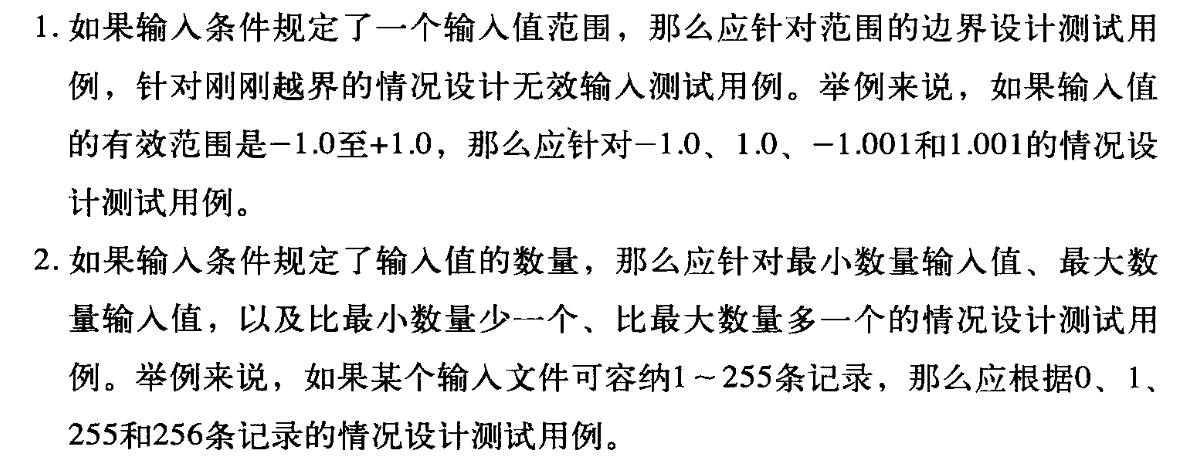 1. 如果输入条件规定了一个输入值范围，那么应针对范围的边界设计测试用
例，针对刚刚越界的情况设计无效输入测试用例。举例来说，如果输入值
的有效范围是−1.0至+1.0，那么应针对−1.0、1.0、−1.001和1.001的情况设
计测试用例。
2. 如果输入条件规定了输入值的数量，那么应针对最小数量输入值、最大数
量输入值，以及比最小数量少一个、比最大数量多一个的情况设计测试用
例。举例来说，如果某个输入文件可容纳1～255条记录，那么应根据0、1、
255和256条记录的情况设计测试用例。